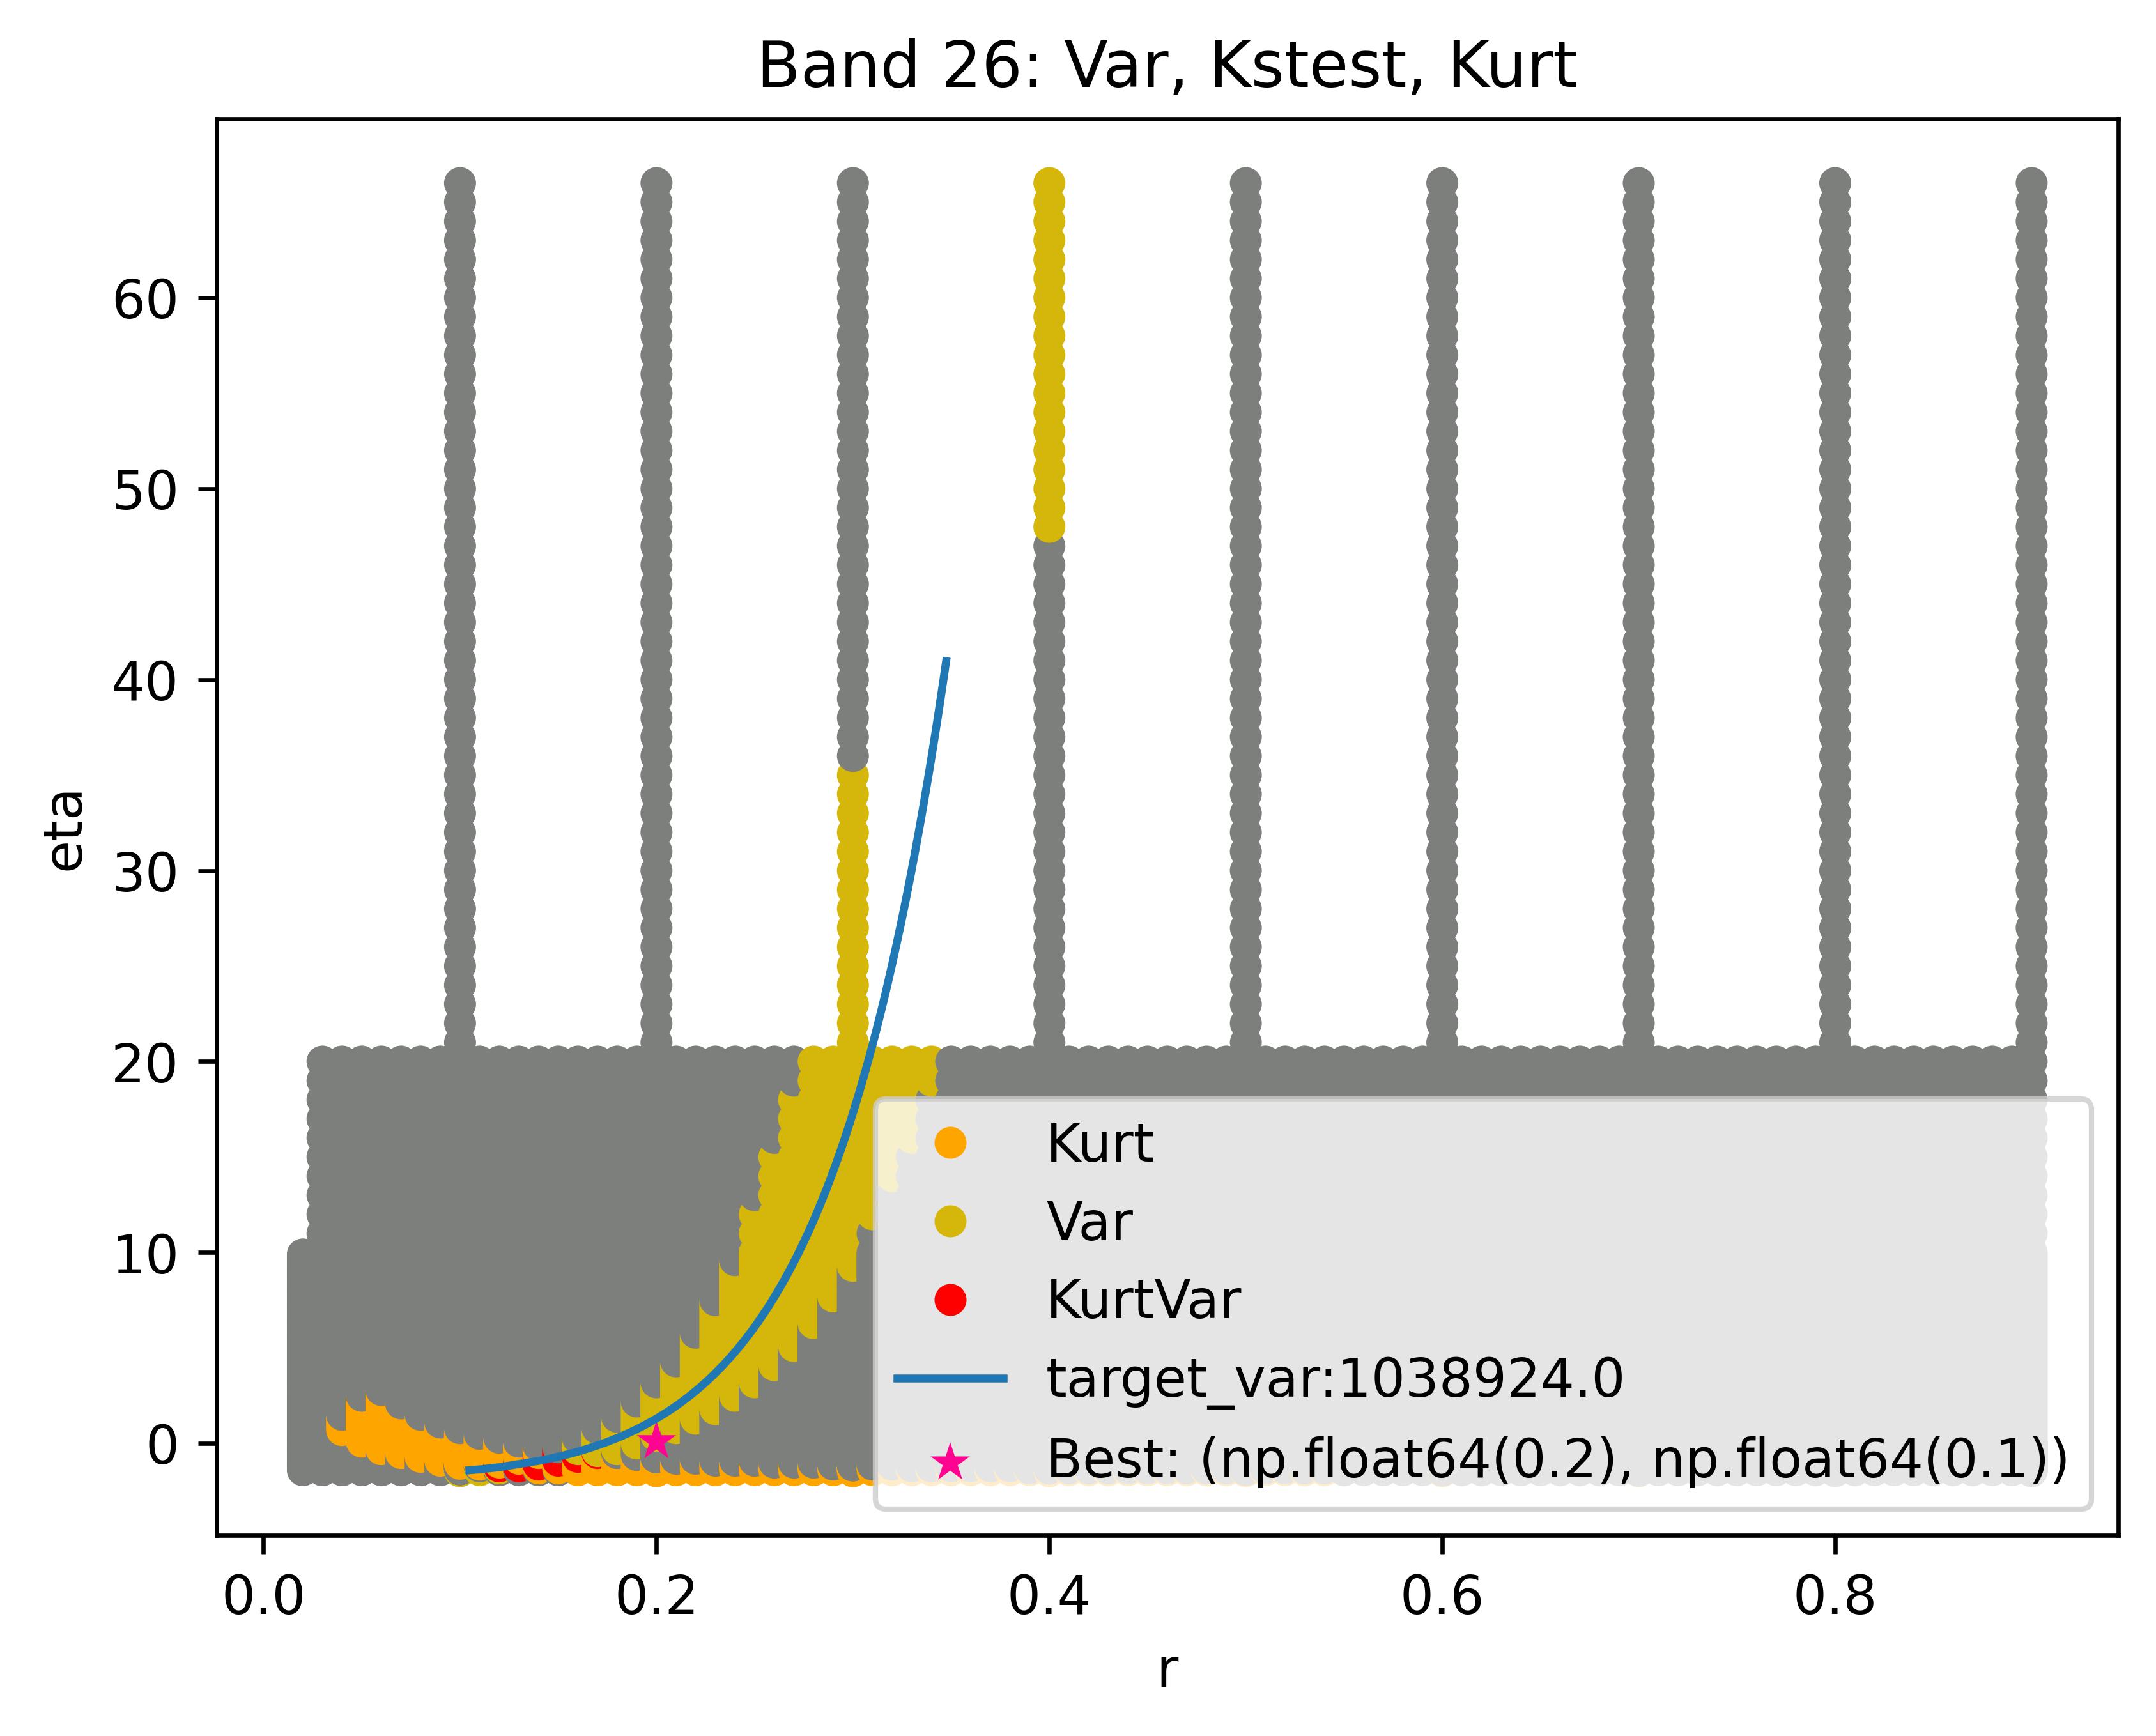 Band 26: Var, Kstest, Kurt
60
50
40
30
20
10
0
eta
0.0 0.2 0.4 0.6 0.8
r
Kurt
Var
KurtVar
target_var:1038924.0
Best: (np.float64(0.2), np.float64(0.1))